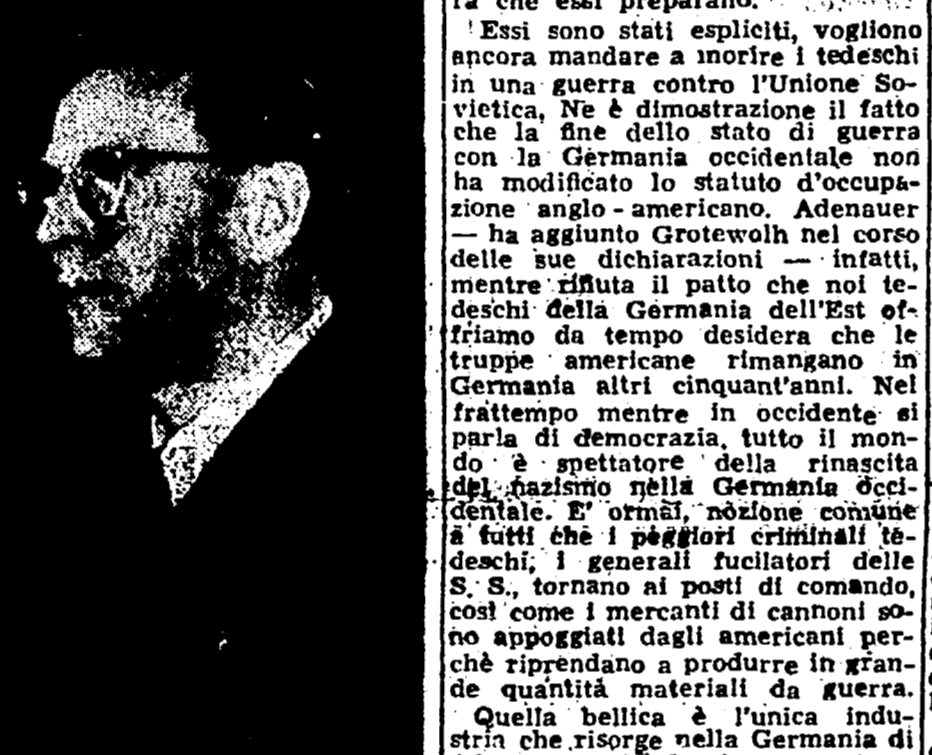 ra che essi preparano.
Essi sono stati espliciti, vogliono
ancora mandare a morire i tedeschi
in una guerra contro l'Unione So-
vietica, Ne è dimostrazione il fatto
che la fine dello stato di guerra
con la Germania occidentale non
ha modificato lo statuto d'occupa-
zione anglo-americano. Adenauer
— ha aggiunto Grotewolh nel corso
delle sue dichiarazioni — infatti,
mentre rifiuta il patto che noi te-
deschi della Germania dell'Est of-
friamo da tempo desidera che le
truppe americane rimangano in
Germania altri cinquant'anni. Nel
frattempo mentre in occidente si
parla di democrazia, tutto il mon-
do è spettatore della rinascita
del nazismo nella Germania occi-
dentale. E' ormai, nozione comune
a tutti che i peggiori criminali te-
deschi, i generali fucilatori delle
S. S., tornano ai posti di comando,
così come i mercanti di cannoni so-
no appoggiati dagli americani per-
chè riprendano a produrre in gran-
de quantità materiali da guerra.
Quella bellica è l'unica indu-
stria che risorge nella Germania di